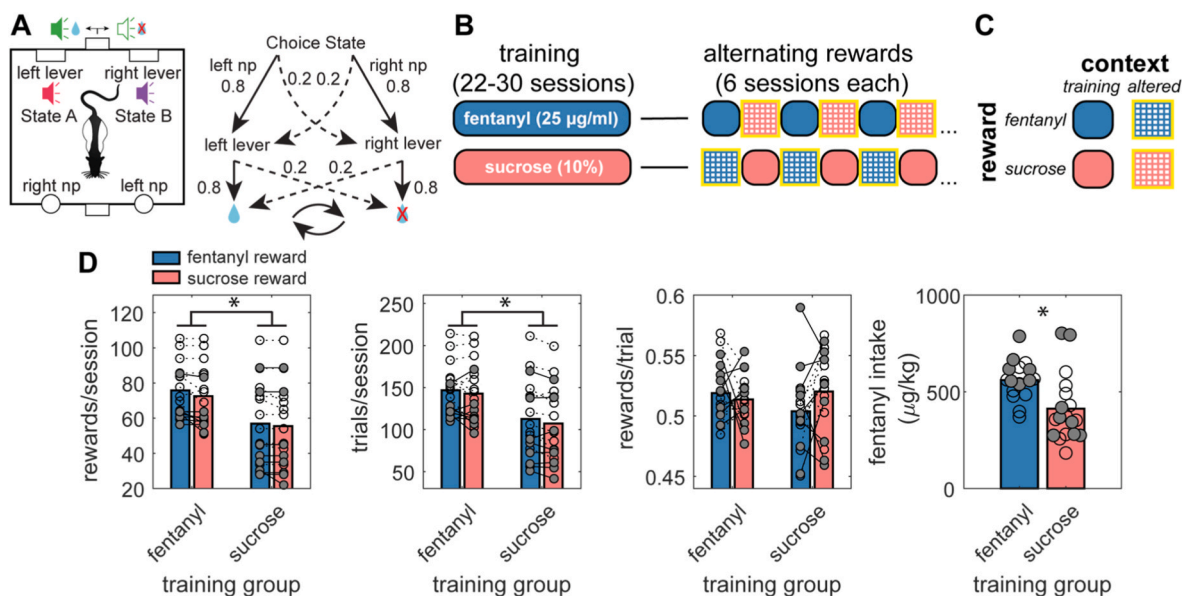 A
left lever
right lever
State A
State B
right np
left np
Choice State
left np
0.8
0.2
0.2
right np
0.8
left lever
right lever
0.8
0.2
0.2
0.8
X
B
training
(22-30 sessions)
alternating rewards
(6 sessions each)
fentanyl (25 µg/ml)
...
sucrose (10%)
...
C
context
training altered
reward
fentanyl
sucrose
D
fentanyl reward
sucrose reward
rewards/session
120
100
80
60
40
20
*
fentanyl
sucrose
training group
trials/session
250
200
150
100
50
*
fentanyl
sucrose
training group
rewards/trial
0.6
0.55
0.5
0.45
fentanyl
sucrose
training group
fentanyl intake
(µg/kg)
1000
500
0
*
fentanyl
sucrose
training group